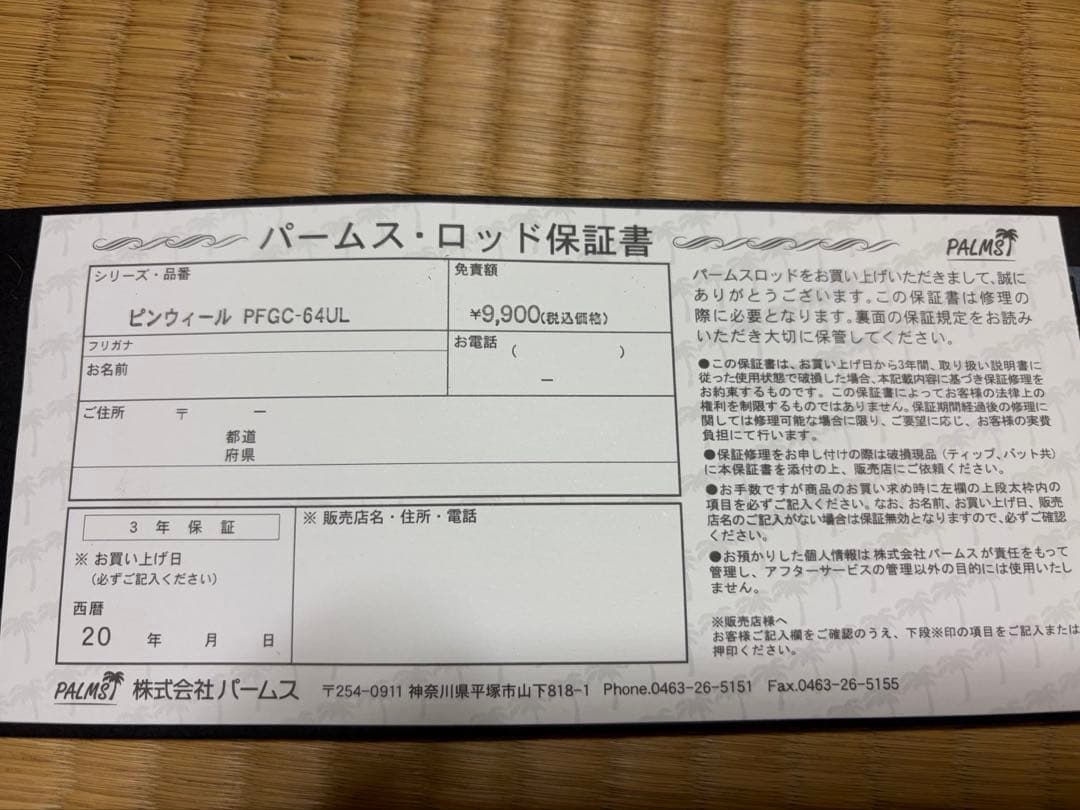 パームス・ロッド保証書
PALMS
シリーズ・品番
ピンウィール PFGC-64UL
免責額
¥9,900(税込価格)
フリガナ
お名前
お電話 ( )
－
ご住所 〒 －
都道
府県
3年保証
※ お買い上げ日
(必ずご記入ください)
西暦
20 年 月 日
※ 販売店名・住所・電話
パームスロッドをお買い上げいただきまして、誠に
ありがとうございます。この保証書は修理の
際に必要となります。裏面の保証規定をお読み
いただき大切に保管してください。
●この保証書は、お買い上げ日から3年間、取り扱い説明書に
従った使用状態で破損した場合、本記載内容に基づき保証修理を
お約束するものです。この保証書によってお客様の法律上の
権利を制限するものではありません。保証期間経過後の修理に
関しては修理可能な場合に限り、ご要望に応じ、お客様の実費
負担にて行います。
●保証修理をお申し付けの際は破損現品（ティップ、バット共）
に本保証書を添付の上、販売店にご依頼ください。
●お手数ですが商品のお買い求め時に左欄の上段太枠内の
項目を必ずご記入ください。なお、お名前、お買い上げ日、販売
店名のご記入がない場合は保証無効となりますので、必ずご確認
ください。
●お預かりした個人情報は株式会社パームスが責任をもって
管理し、アフターサービスの管理以外の目的には使用いたし
ません。
※販売店様へ
お客様ご記入欄をご確認のうえ、下段※印の項目をご記入または
押印ください。
PALMS 株式会社パームス 〒254-0911 神奈川県平塚市山下818-1 Phone.0463-26-5151 Fax.0463-26-5155